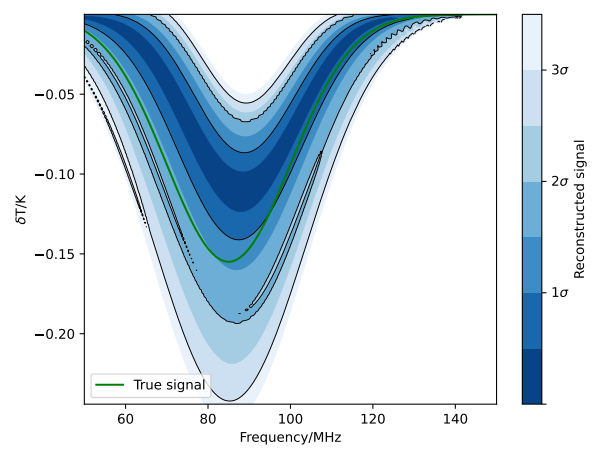 −0.05
−0.10
−0.15
−0.20
δT/K
True signal
60
80
100
120
140
Frequency/MHz
3σ
2σ
1σ
Reconstructed signal